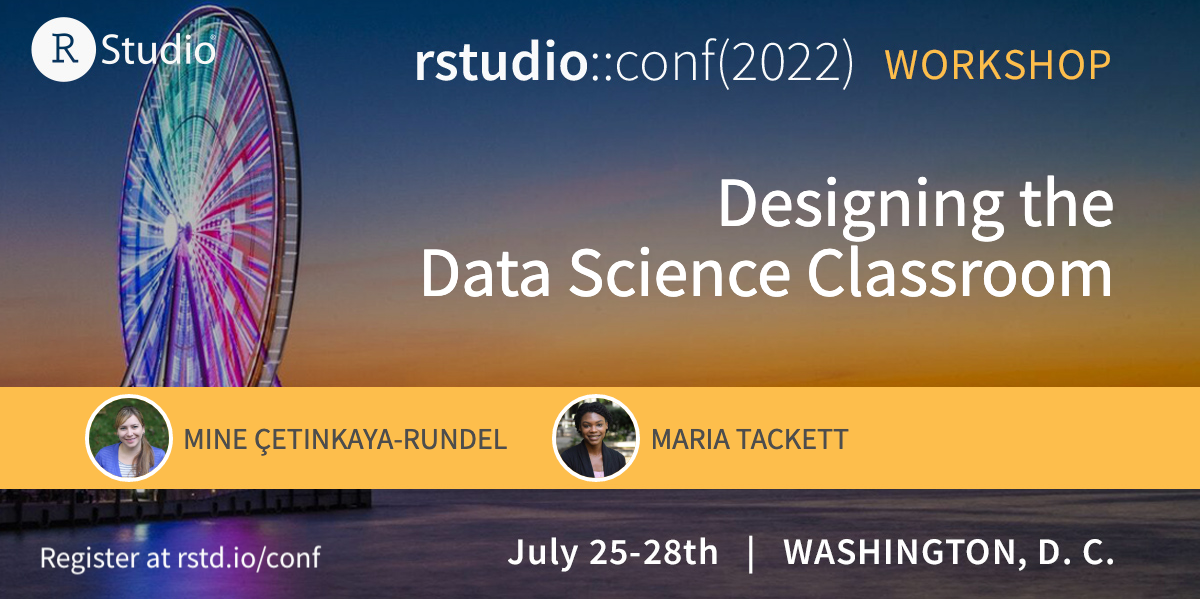 R Studio®
rstudio::conf(2022) WORKSHOP
Designing the
Data Science Classroom
MINE ÇETINKAYA-RUNDEL
MARIA TACKETT
Register at rstd.io/conf
July 25-28th | WASHINGTON, D. C.